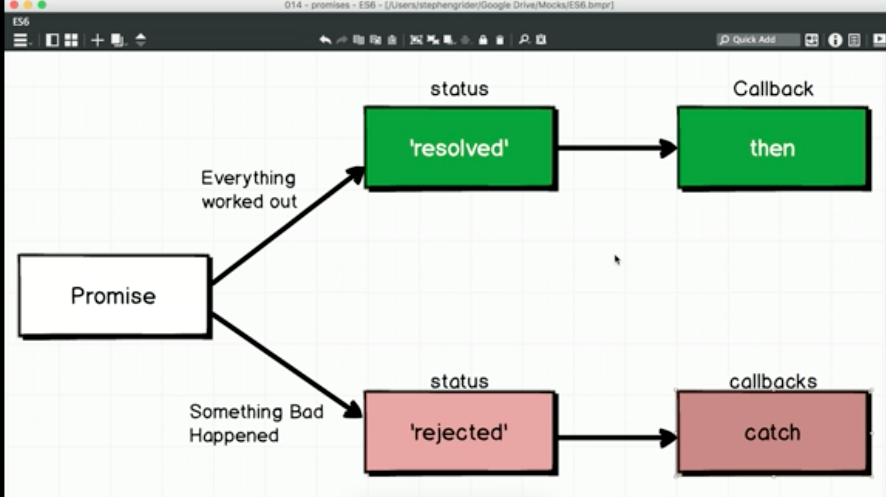 014 - promises - ES6 - [/Users/stephengrider/Google Drive/Mocks/ES6.bmpr]
ES6
Quick Add
status
Callback
'resolved'
then
Everything
worked out
Promise
status
callbacks
Something Bad
Happened
'rejected'
catch